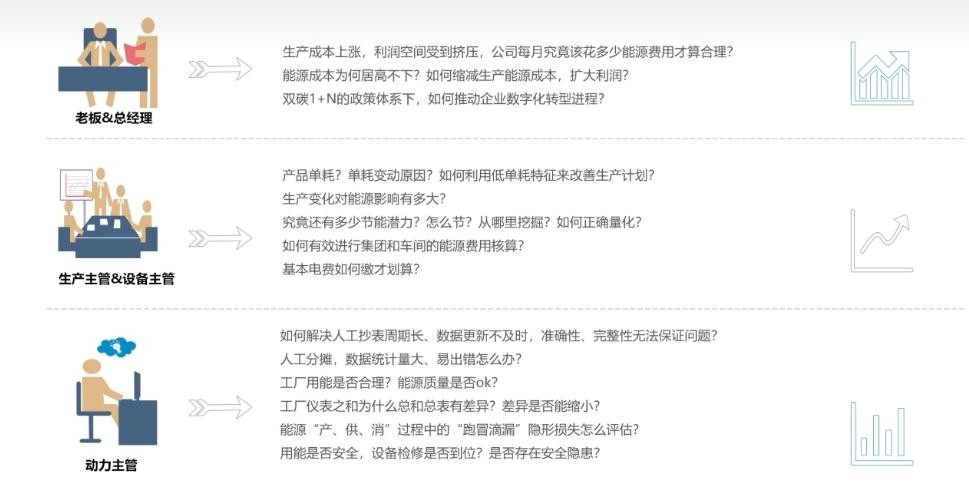 生产成本上涨，利润空间受到挤压，公司每月究竟该花多少能源费用才算合理？
能源成本为何居高不下？如何缩减生产能源成本，扩大利润？
双碳1+N的政策体系下，如何推动企业数字化转型进程？
老板&总经理
产品单耗？单耗变动原因？如何利用低单耗特征来改善生产计划？
生产变化对能源影响有多大？
究竟还有多少节能潜力？怎么节？从哪里挖掘？如何正确量化？
如何有效进行集团和车间的能源费用核算？
基本电费如何缴才划算？
生产主管&设备主管
如何解决人工抄表周期长、数据更新不及时，准确性、完整性无法保证问题？
人工分摊，数据统计量大、易出错怎么办？
工厂用能是否合理？能源质量是否ok？
工厂仪表之和为什么总和总表有差异？差异是否能缩小？
能源“产、供、消”过程中的“跑冒滴漏”隐形损失怎么评估？
用能是否安全，设备检修是否到位？是否存在安全隐患？
动力主管